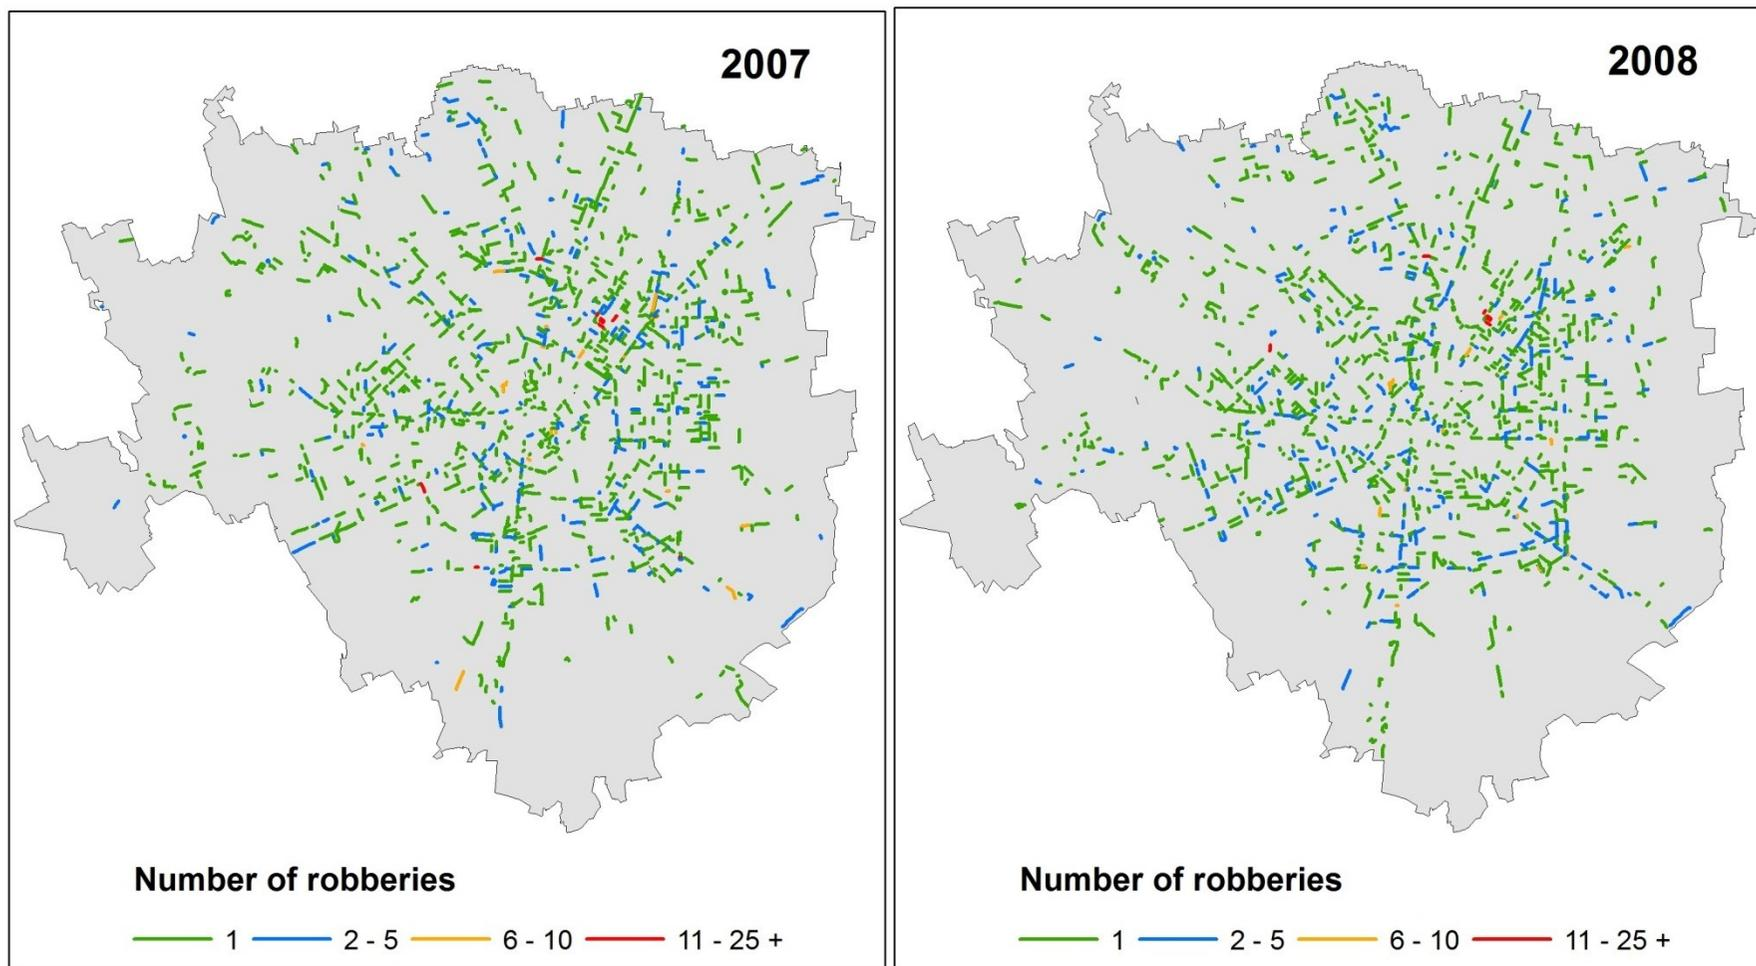 2007
Number of robberies
1 2 - 5 6 - 10 11 - 25 +
2008
Number of robberies
1 2 - 5 6 - 10 11 - 25 +